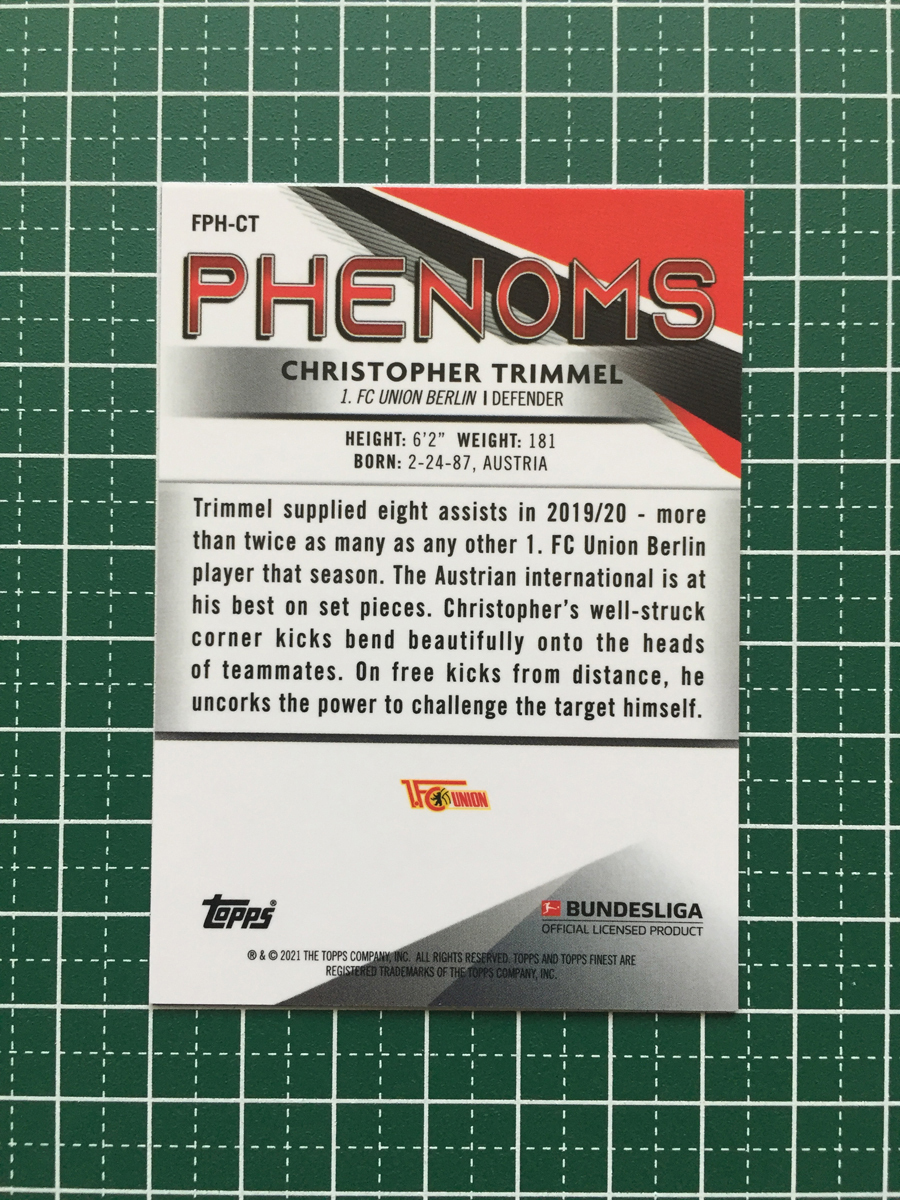 FPH-CT
PHENOMS
CHRISTOPHER TRIMMEL
1. FC UNION BERLIN | DEFENDER
HEIGHT: 6'2" WEIGHT: 181
BORN: 2-24-87, AUSTRIA
Trimmel supplied eight assists in 2019/20 - more
than twice as many as any other 1. FC Union Berlin
player that season. The Austrian international is at
his best on set pieces. Christopher's well-struck
corner kicks bend beautifully onto the heads
of teammates. On free kicks from distance, he
uncorks the power to challenge the target himself.
1.FC UNION
topps®
BUNDESLIGA
OFFICIAL LICENSED PRODUCT
® & © 2021 THE TOPPS COMPANY, INC. ALL RIGHTS RESERVED. TOPPS AND TOPPS FINEST ARE
REGISTERED TRADEMARKS OF THE TOPPS COMPANY, INC.